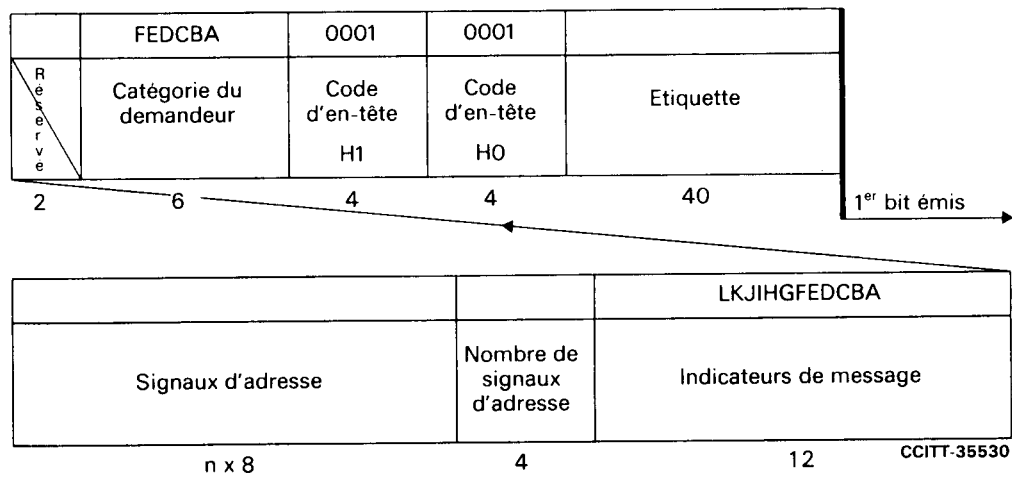 FEDCBA 0001 0001
Réservé
Catégorie du demandeur
Code d'en-tête H1
Code d'en-tête H0
Etiquette
2 6 4 4 40
1er bit émis
LKJIHGFEDCBA
Signaux d'adresse
Nombre de signaux d'adresse
Indicateurs de message
n x 8 4 12
CCITT-35530